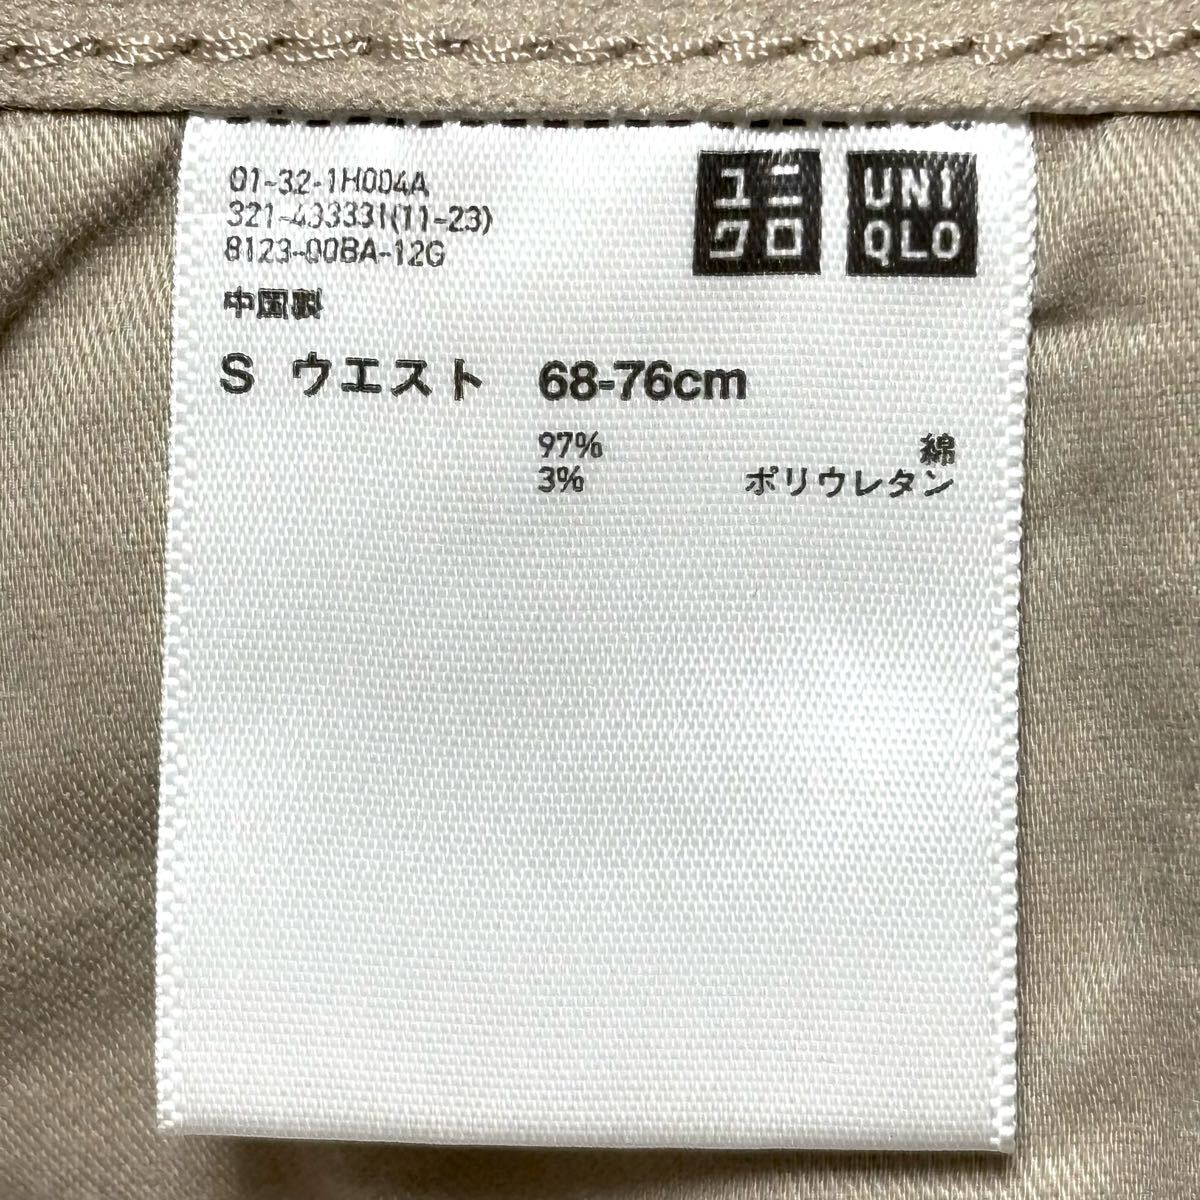 01-32-1H004A
321-433331(11-23)
8123-00BA-12G
中国製
ユニ
クロ
UNI
QLO
S ウエスト 68-76cm
97% 綿
3% ポリウレタン